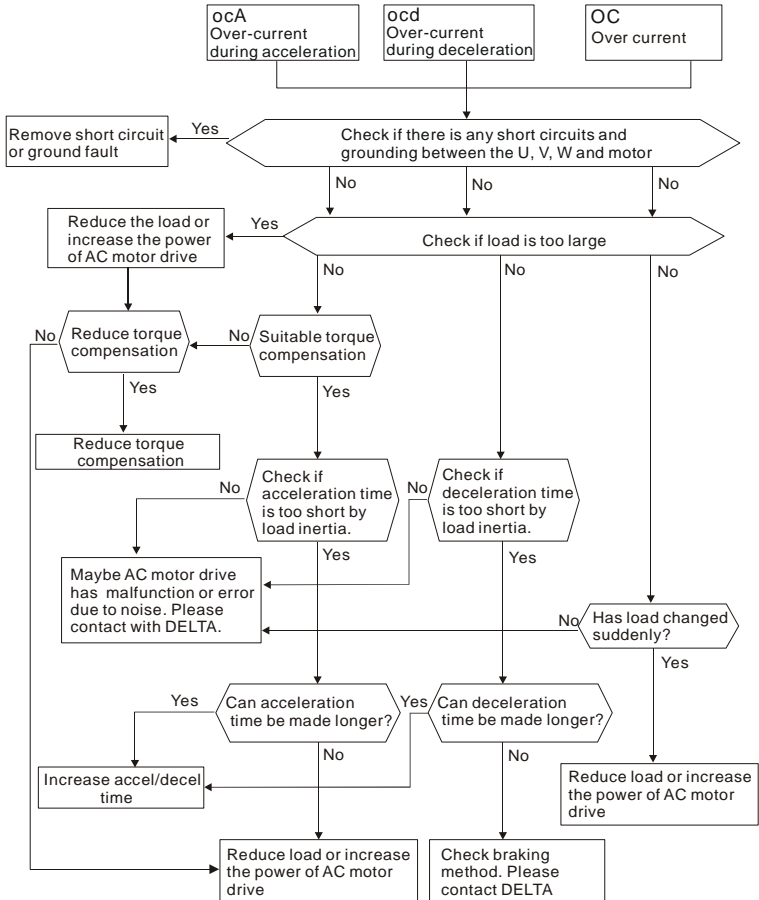 ocA
Over-current
during acceleration
ocd
Over-current
during deceleration
OC
Over current
Remove short circuit
or ground fault
Yes
Check if there is any short circuits and
grounding between the U, V, W and motor
No
No
No
Reduce the load or
increase the power
of AC motor drive
Yes
Check if load is too large
No
No
No
No
Reduce torque
compensation
No
Suitable torque
compensation
Yes
Yes
Reduce torque
compensation
No
Check if
acceleration time
is too short by
load inertia.
No
Check if
deceleration time
is too short by
load inertia.
Yes
Yes
Maybe AC motor drive
has malfunction or error
due to noise. Please
contact with DELTA.
No
Has load changed
suddenly?
Yes
Yes
Can acceleration
time be made longer?
Yes
Can deceleration
time be made longer?
No
No
Increase accel/decel
time
Reduce load or increase
the power of AC motor
drive
Reduce load or increase
the power of AC motor
drive
Check braking
method. Please
contact DELTA